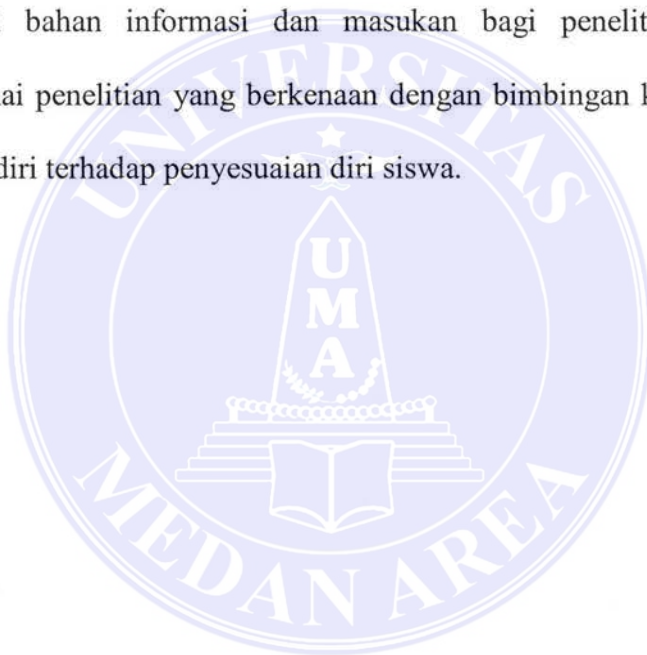 bahan informasi dan masukan bagi penelit
ai penelitian yang berkenaan dengan bimbingan k
diri terhadap penyesuaian diri siswa.
UNIVERSITAS
UMA
MEDAN AREA